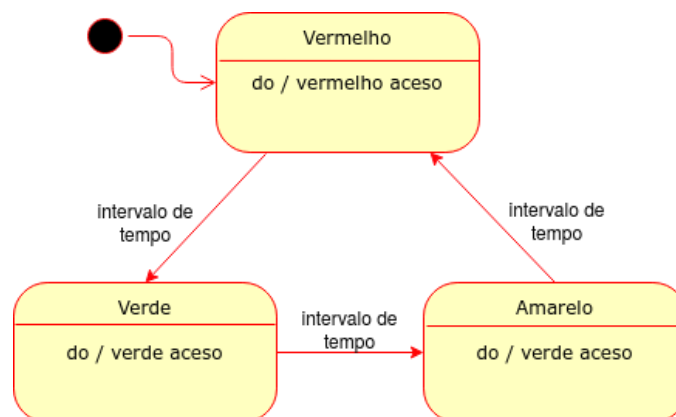 Vermelho
do / vermelho aceso
intervalo de
tempo
intervalo de
tempo
Verde
do / verde aceso
intervalo de
tempo
Amarelo
do / verde aceso